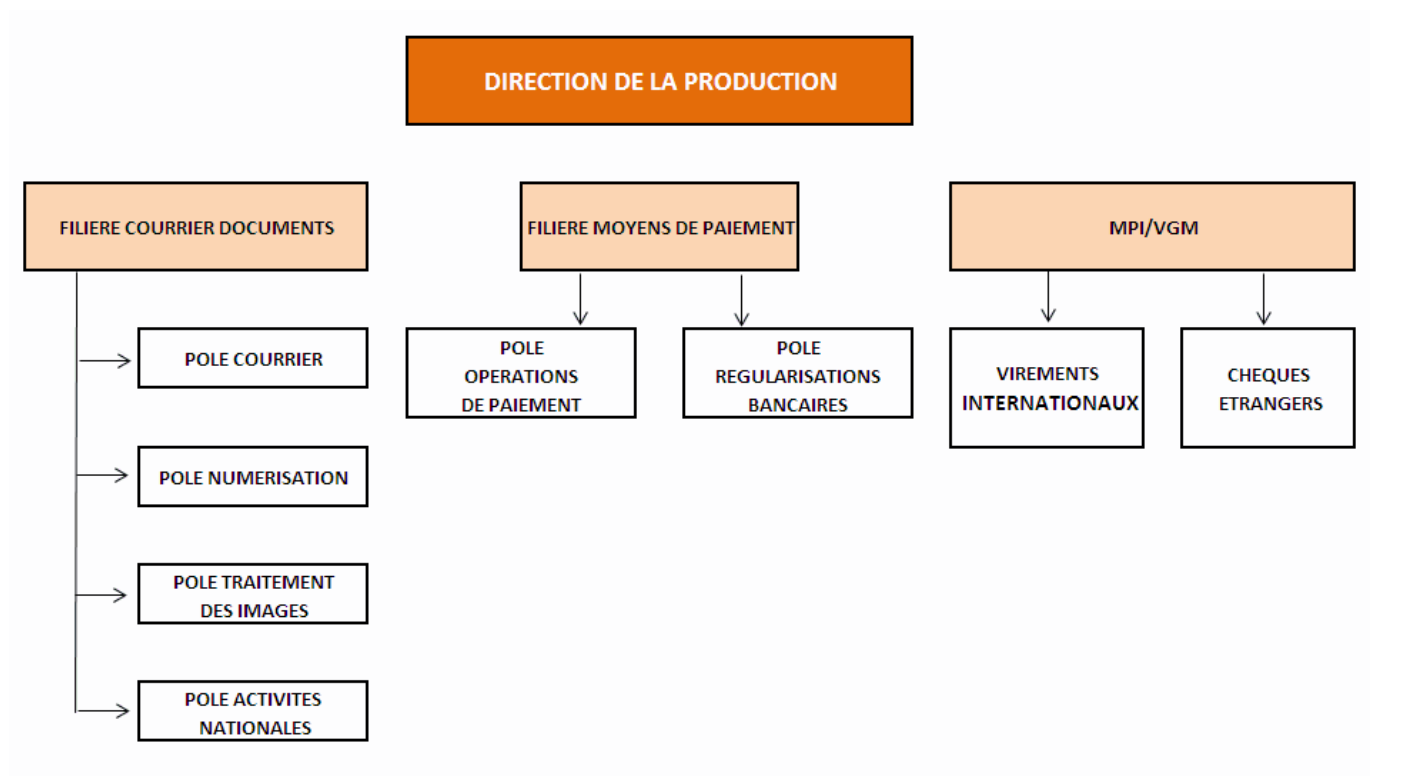 DIRECTION DE LA PRODUCTION
FILIERE COURRIER DOCUMENTS
FILIERE MOYENS DE PAIEMENT
MPI/VGM
POLE COURRIER
POLE NUMERISATION
POLE TRAITEMENT
DES IMAGES
POLE ACTIVITES
NATIONALES
POLE
OPERATIONS
DE PAIEMENT
POLE
REGULARISATIONS
BANCAIRES
VIREMENTS
INTERNATIONAUX
CHEQUES
ETRANGERS